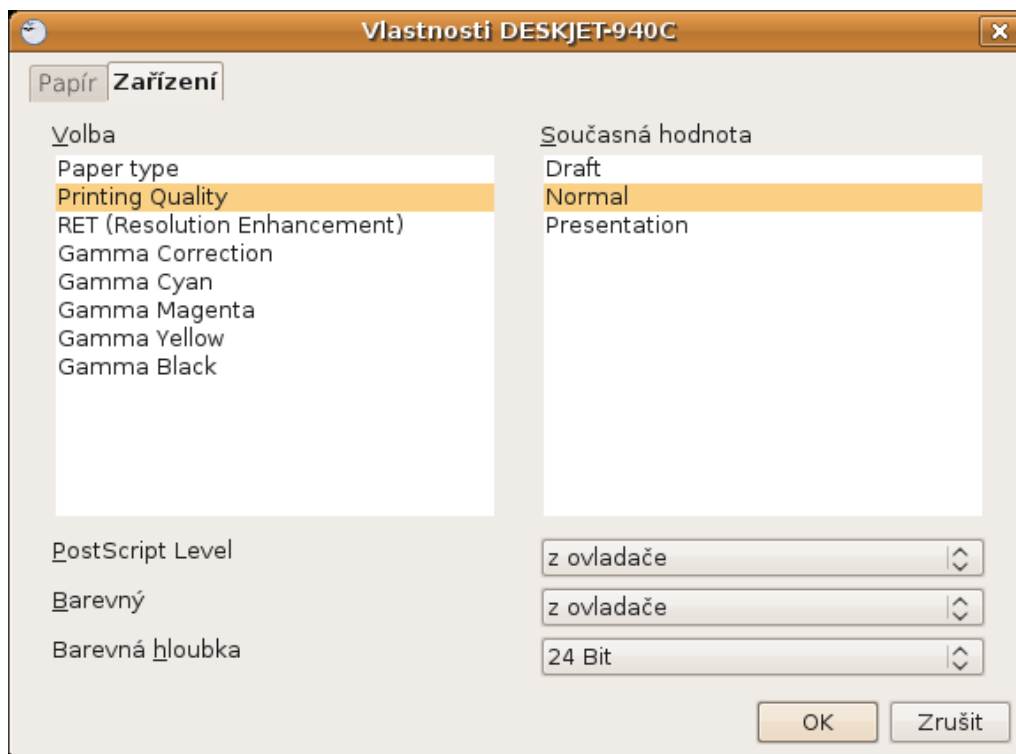 Vlastnosti DESKJET-940C
Papír Zařízení
Volba
Paper type
Printing Quality
RET (Resolution Enhancement)
Gamma Correction
Gamma Cyan
Gamma Magenta
Gamma Yellow
Gamma Black
Současná hodnota
Draft
Normal
Presentation
PostScript Level
z ovladače
Barevný
z ovladače
Barevná hloubka
24 Bit
OK Zrušit